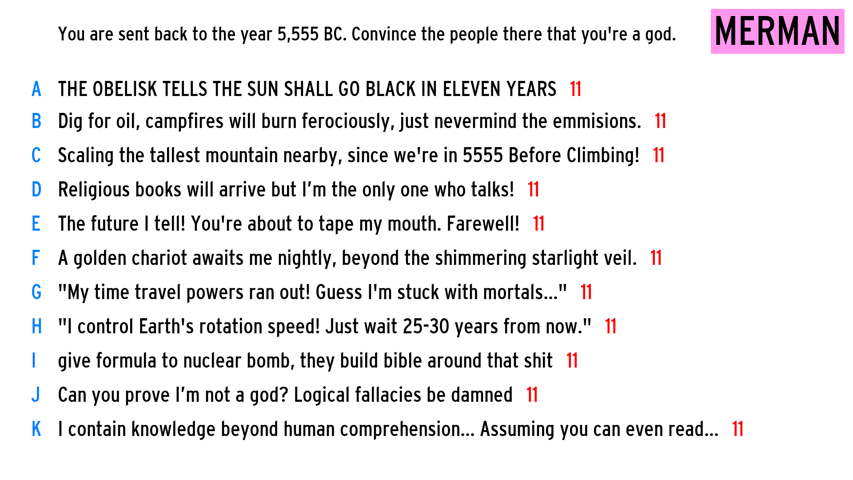 You are sent back to the year 5,555 BC. Convince the people there that you're a god.
MERMAN
A THE OBELISK TELLS THE SUN SHALL GO BLACK IN ELEVEN YEARS 11
B Dig for oil, campfires will burn ferociously, just nevermind the emmisions. 11
C Scaling the tallest mountain nearby, since we're in 5555 Before Climbing! 11
D Religious books will arrive but I’m the only one who talks! 11
E The future I tell! You're about to tape my mouth. Farewell! 11
F A golden chariot awaits me nightly, beyond the shimmering starlight veil. 11
G "My time travel powers ran out! Guess I'm stuck with mortals..." 11
H "I control Earth's rotation speed! Just wait 25-30 years from now." 11
I give formula to nuclear bomb, they build bible around that shit 11
J Can you prove I’m not a god? Logical fallacies be damned 11
K I contain knowledge beyond human comprehension... Assuming you can even read... 11